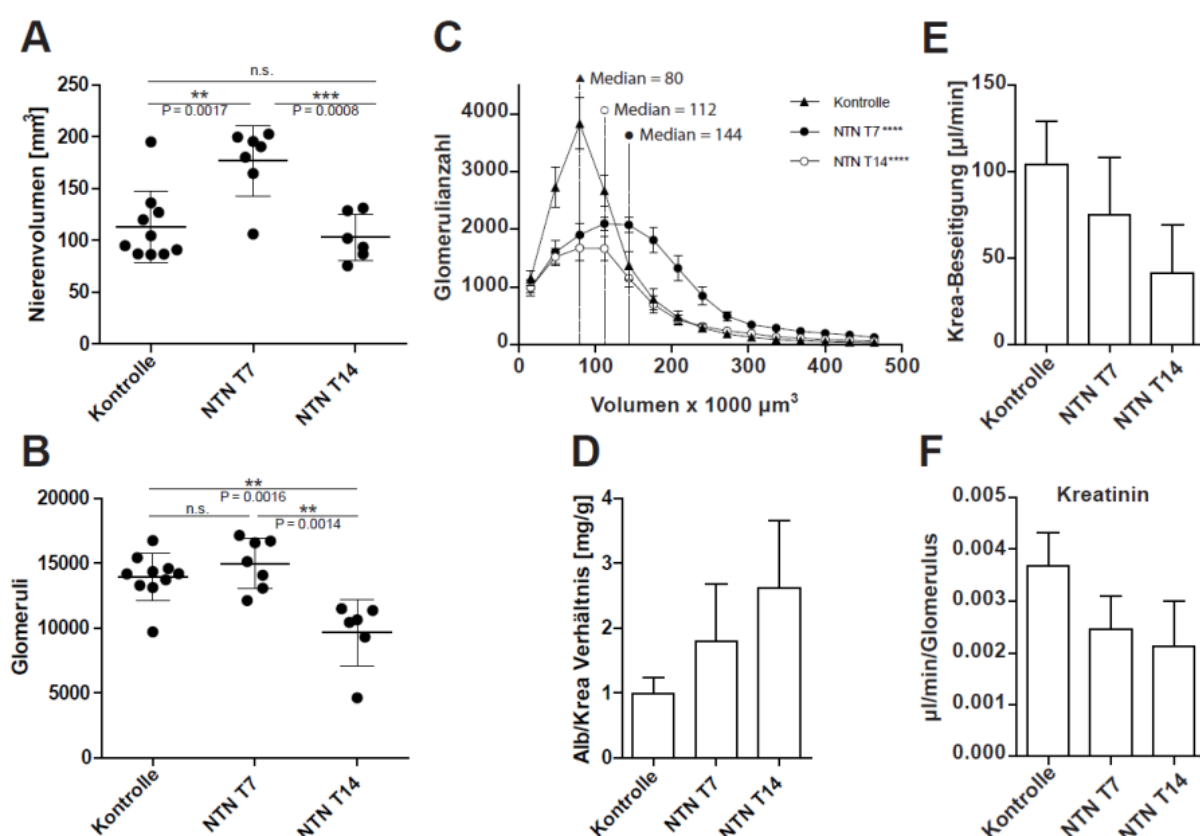 A
n.s.
** ***
P = 0.0017 P = 0.0008
Nierenvolumen [mm³]
250
200
150
100
50
0
Kontrolle
NTN T7
NTN T14
B
**
P = 0.0016
n.s. **
P = 0.0014
Glomeruli
20000
15000
10000
5000
0
Kontrolle
NTN T7
NTN T14
C
▲ Median = 80
○ Median = 112
● Median = 144
Kontrolle
NTN T7****
NTN T14****
Glomerulianzahl
4000
3000
2000
1000
0
0 100 200 300 400 500
Volumen x 1000 µm³
D
Alb/Krea Verhältnis [mg/g]
4
3
2
1
0
Kontrolle
NTN T7
NTN T14
E
Krea-Beseitigung [µl/min]
150
100
50
0
Kontrolle
NTN T7
NTN T14
F
Kreatinin
µl/min/Glomerulus
0.005
0.004
0.003
0.002
0.001
0.000
Kontrolle
NTN T7
NTN T14